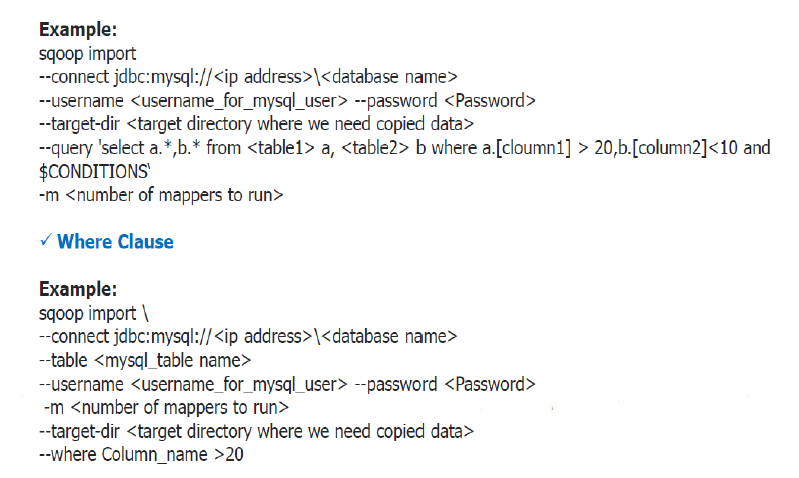 Example:
sqoop import
--connect jdbc:mysql://<ip address>\<database name>
--username <username_for_mysql_user> --password <Password>
--target-dir <target directory where we need copied data>
--query 'select a.*,b.* from <table1> a, <table2> b where a.[cloumn1] > 20,b.[column2]<10 and
$CONDITIONS‛
-m <number of mappers to run>
✓ Where Clause
Example:
sqoop import \
--connect jdbc:mysql://<ip address>\<database name>
--table <mysql_table name>
--username <username_for_mysql_user> --password <Password>
-m <number of mappers to run>
--target-dir <target directory where we need copied data>
--where Column_name >20